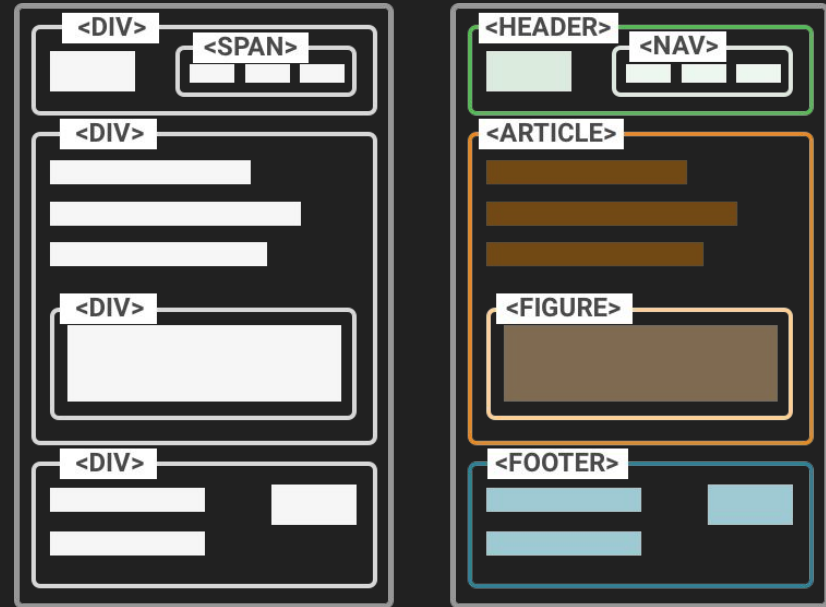 <DIV>
<SPAN>
<DIV>
<DIV>
<DIV>
<HEADER>
<NAV>
<ARTICLE>
<FIGURE>
<FOOTER>